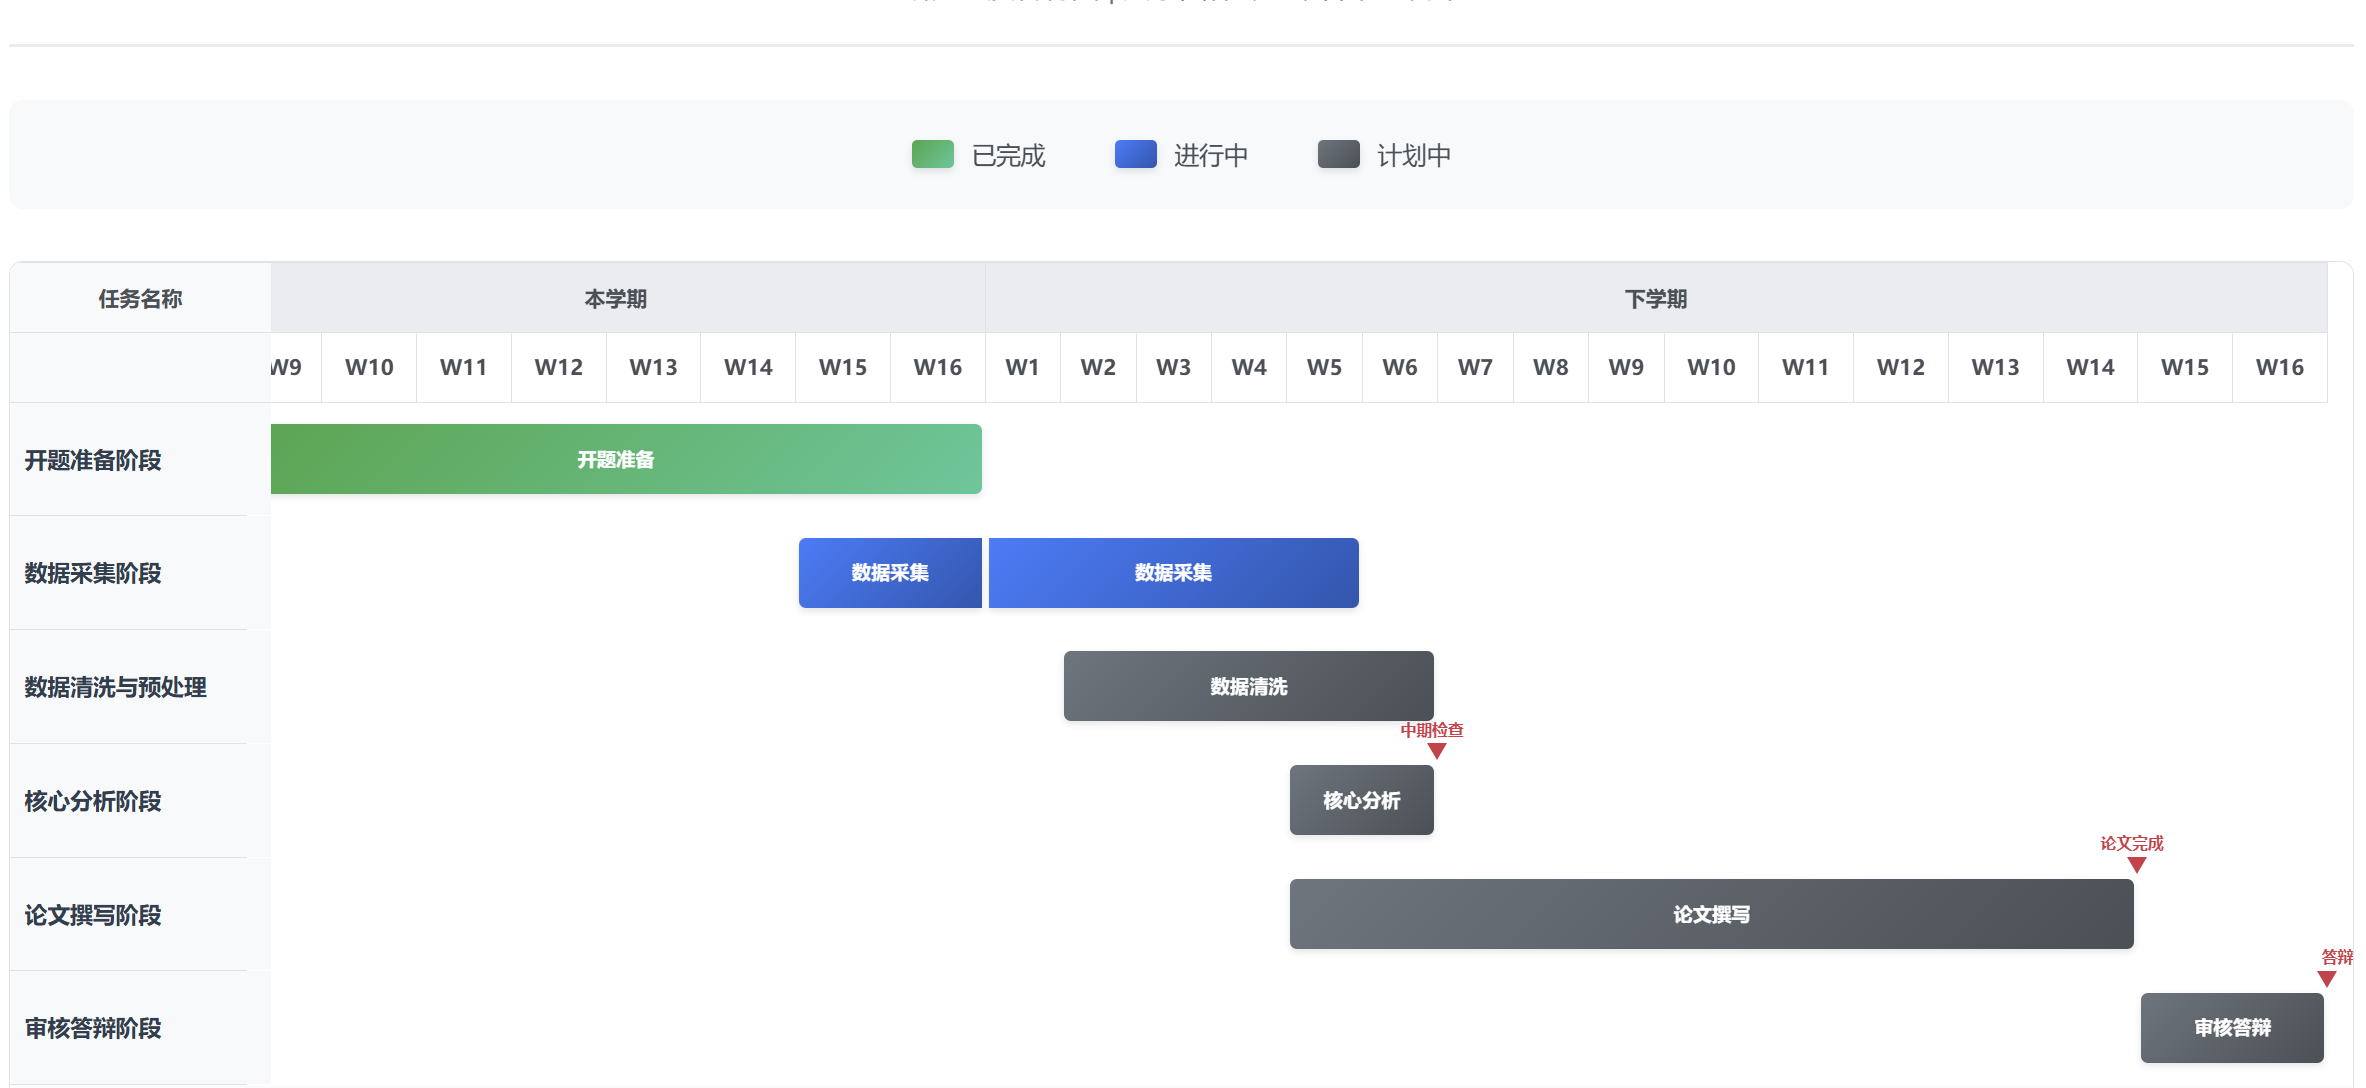 已完成 进行中 计划中
任务名称 本学期 下学期
W9 W10 W11 W12 W13 W14 W15 W16 W1 W2 W3 W4 W5 W6 W7 W8 W9 W10 W11 W12 W13 W14 W15 W16
开题准备阶段 开题准备
数据采集阶段 数据采集 数据采集
数据清洗与预处理 数据清洗
中期检查
核心分析阶段 核心分析
论文完成
论文撰写阶段 论文撰写
答辩
审核答辩阶段 审核答辩